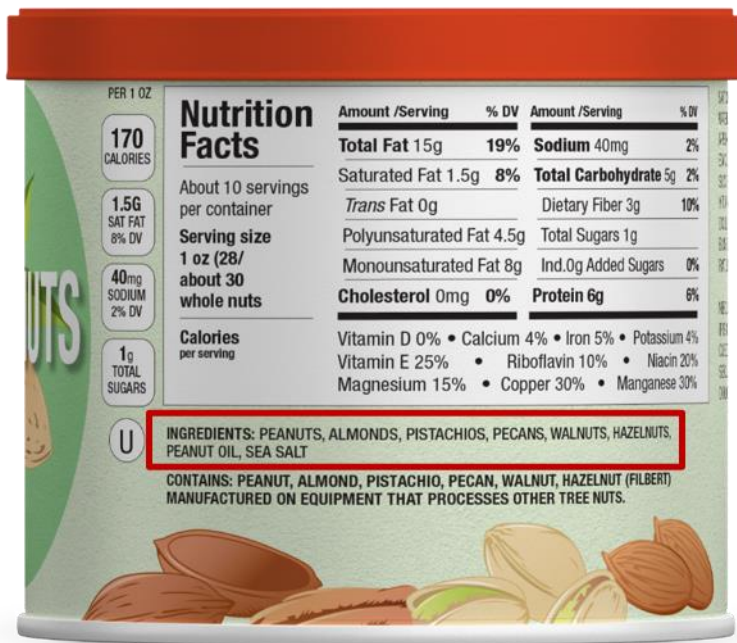 PER 1 OZ
170
CALORIES
1.5G
SAT FAT
8% DV
40mg
SODIUM
2% DV
1g
TOTAL
SUGARS
U
UTS
Nutrition
Facts
About 10 servings
per container
Serving size
1 oz (28/
about 30
whole nuts
Calories
per serving
Amount /Serving % DV
Total Fat 15g 19%
Saturated Fat 1.5g 8%
Trans Fat 0g
Polyunsaturated Fat 4.5g
Monounsaturated Fat 8g
Cholesterol 0mg 0%
Amount /Serving % DV
Sodium 40mg 2%
Total Carbohydrate 5g 2%
Dietary Fiber 3g 10%
Total Sugars 1g
Ind.0g Added Sugars 0%
Protein 6g 6%
Vitamin D 0% • Calcium 4% • Iron 5% • Potassium 4%
Vitamin E 25% • Riboflavin 10% • Niacin 20%
Magnesium 15% • Copper 30% • Manganese 30%
INGREDIENTS: PEANUTS, ALMONDS, PISTACHIOS, PECANS, WALNUTS, HAZELNUTS,
PEANUT OIL, SEA SALT
CONTAINS: PEANUT, ALMOND, PISTACHIO, PECAN, WALNUT, HAZELNUT (FILBERT)
MANUFACTURED ON EQUIPMENT THAT PROCESSES OTHER TREE NUTS.